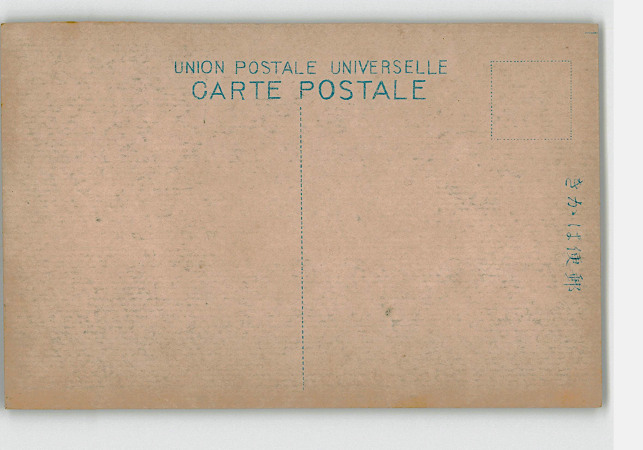 UNION POSTALE UNIVERSELLE
CARTE POSTALE
きかは便郵